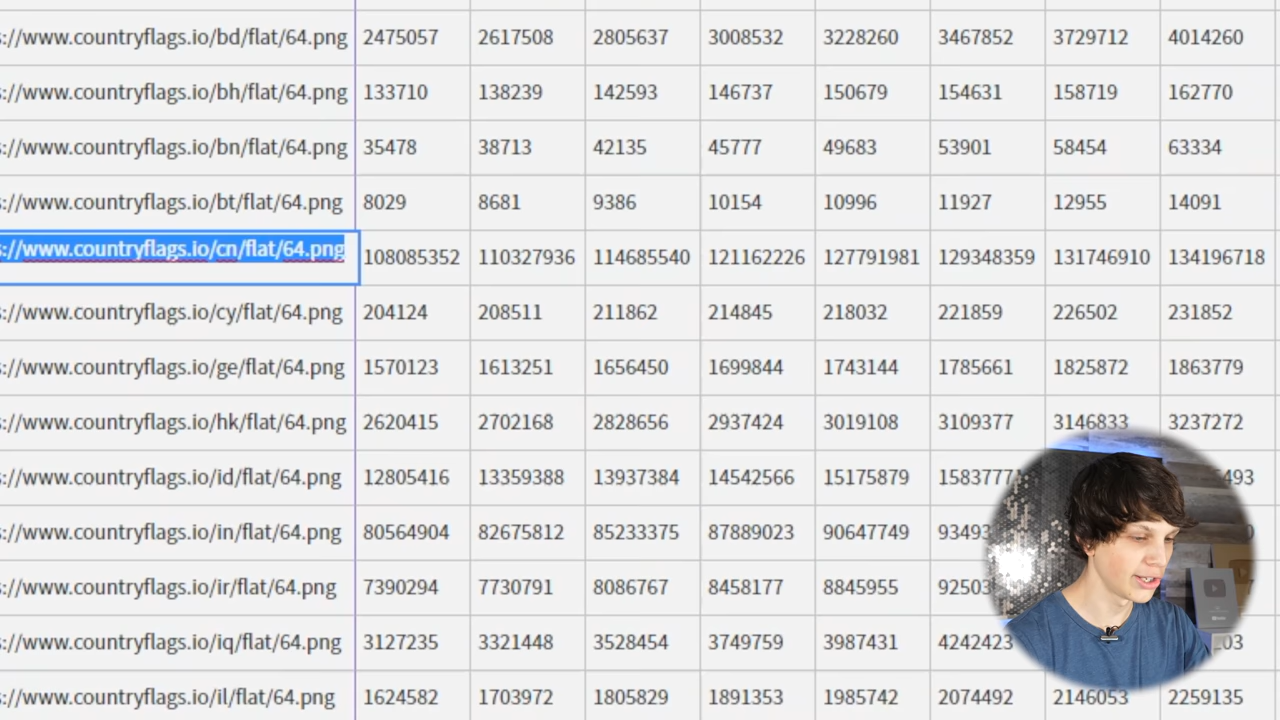 s://www.countryflags.io/bd/flat/64.png 2475057 2617508 2805637 3008532 3228260 3467852 3729712 4014260
s://www.countryflags.io/bh/flat/64.png 133710 138239 142593 146737 150679 154631 158719 162770
s://www.countryflags.io/bn/flat/64.png 35478 38713 42135 45777 49683 53901 58454 63334
s://www.countryflags.io/bt/flat/64.png 8029 8681 9386 10154 10996 11927 12955 14091
s://www.countryflags.io/cn/flat/64.png 108085352 110327936 114685540 121162226 127791981 129348359 131746910 134196718
s://www.countryflags.io/cy/flat/64.png 204124 208511 211862 214845 218032 221859 226502 231852
s://www.countryflags.io/ge/flat/64.png 1570123 1613251 1656450 1699844 1743144 1785661 1825872 1863779
s://www.countryflags.io/hk/flat/64.png 2620415 2702168 2828656 2937424 3019108 3109377 3146833 3237272
s://www.countryflags.io/id/flat/64.png 12805416 13359388 13937384 14542566 15175879
s://www.countryflags.io/in/flat/64.png 80564904 82675812 85233375 87889023 90647749
s://www.countryflags.io/ir/flat/64.png 7390294 7730791 8086767 8458177 8845955
s://www.countryflags.io/iq/flat/64.png 3127235 3321448 3528454 3749759 3987431 4242423
s://www.countryflags.io/il/flat/64.png 1624582 1703972 1805829 1891353 1985742 2074492 2146053 2259135